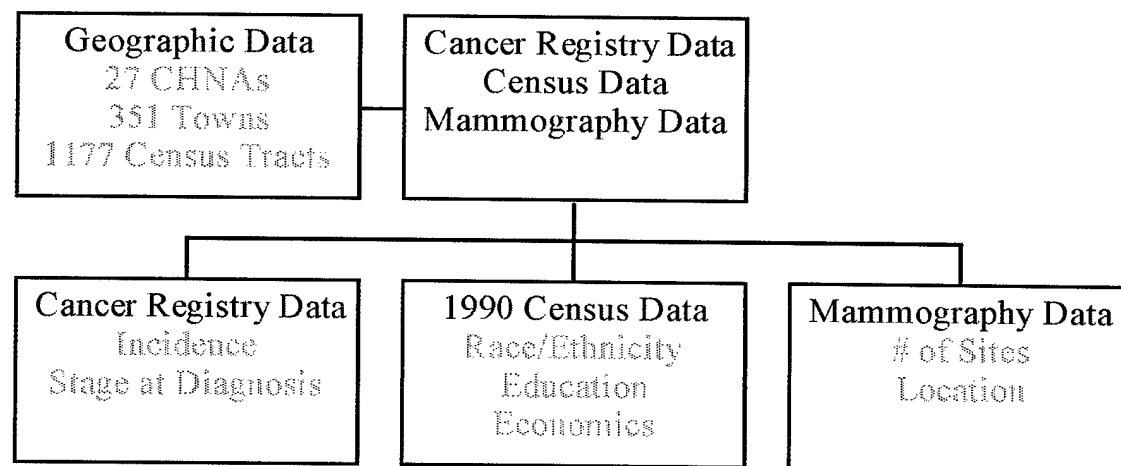 Geographic Data
27 CHNAs
351 Towns
1177 Census Tracts
Cancer Registry Data
Census Data
Mammography Data
Cancer Registry Data
Incidence
Stage at Diagnosis
1990 Census Data
Race/Ethnicity
Education
Economics
Mammography Data
# of Sites
Location